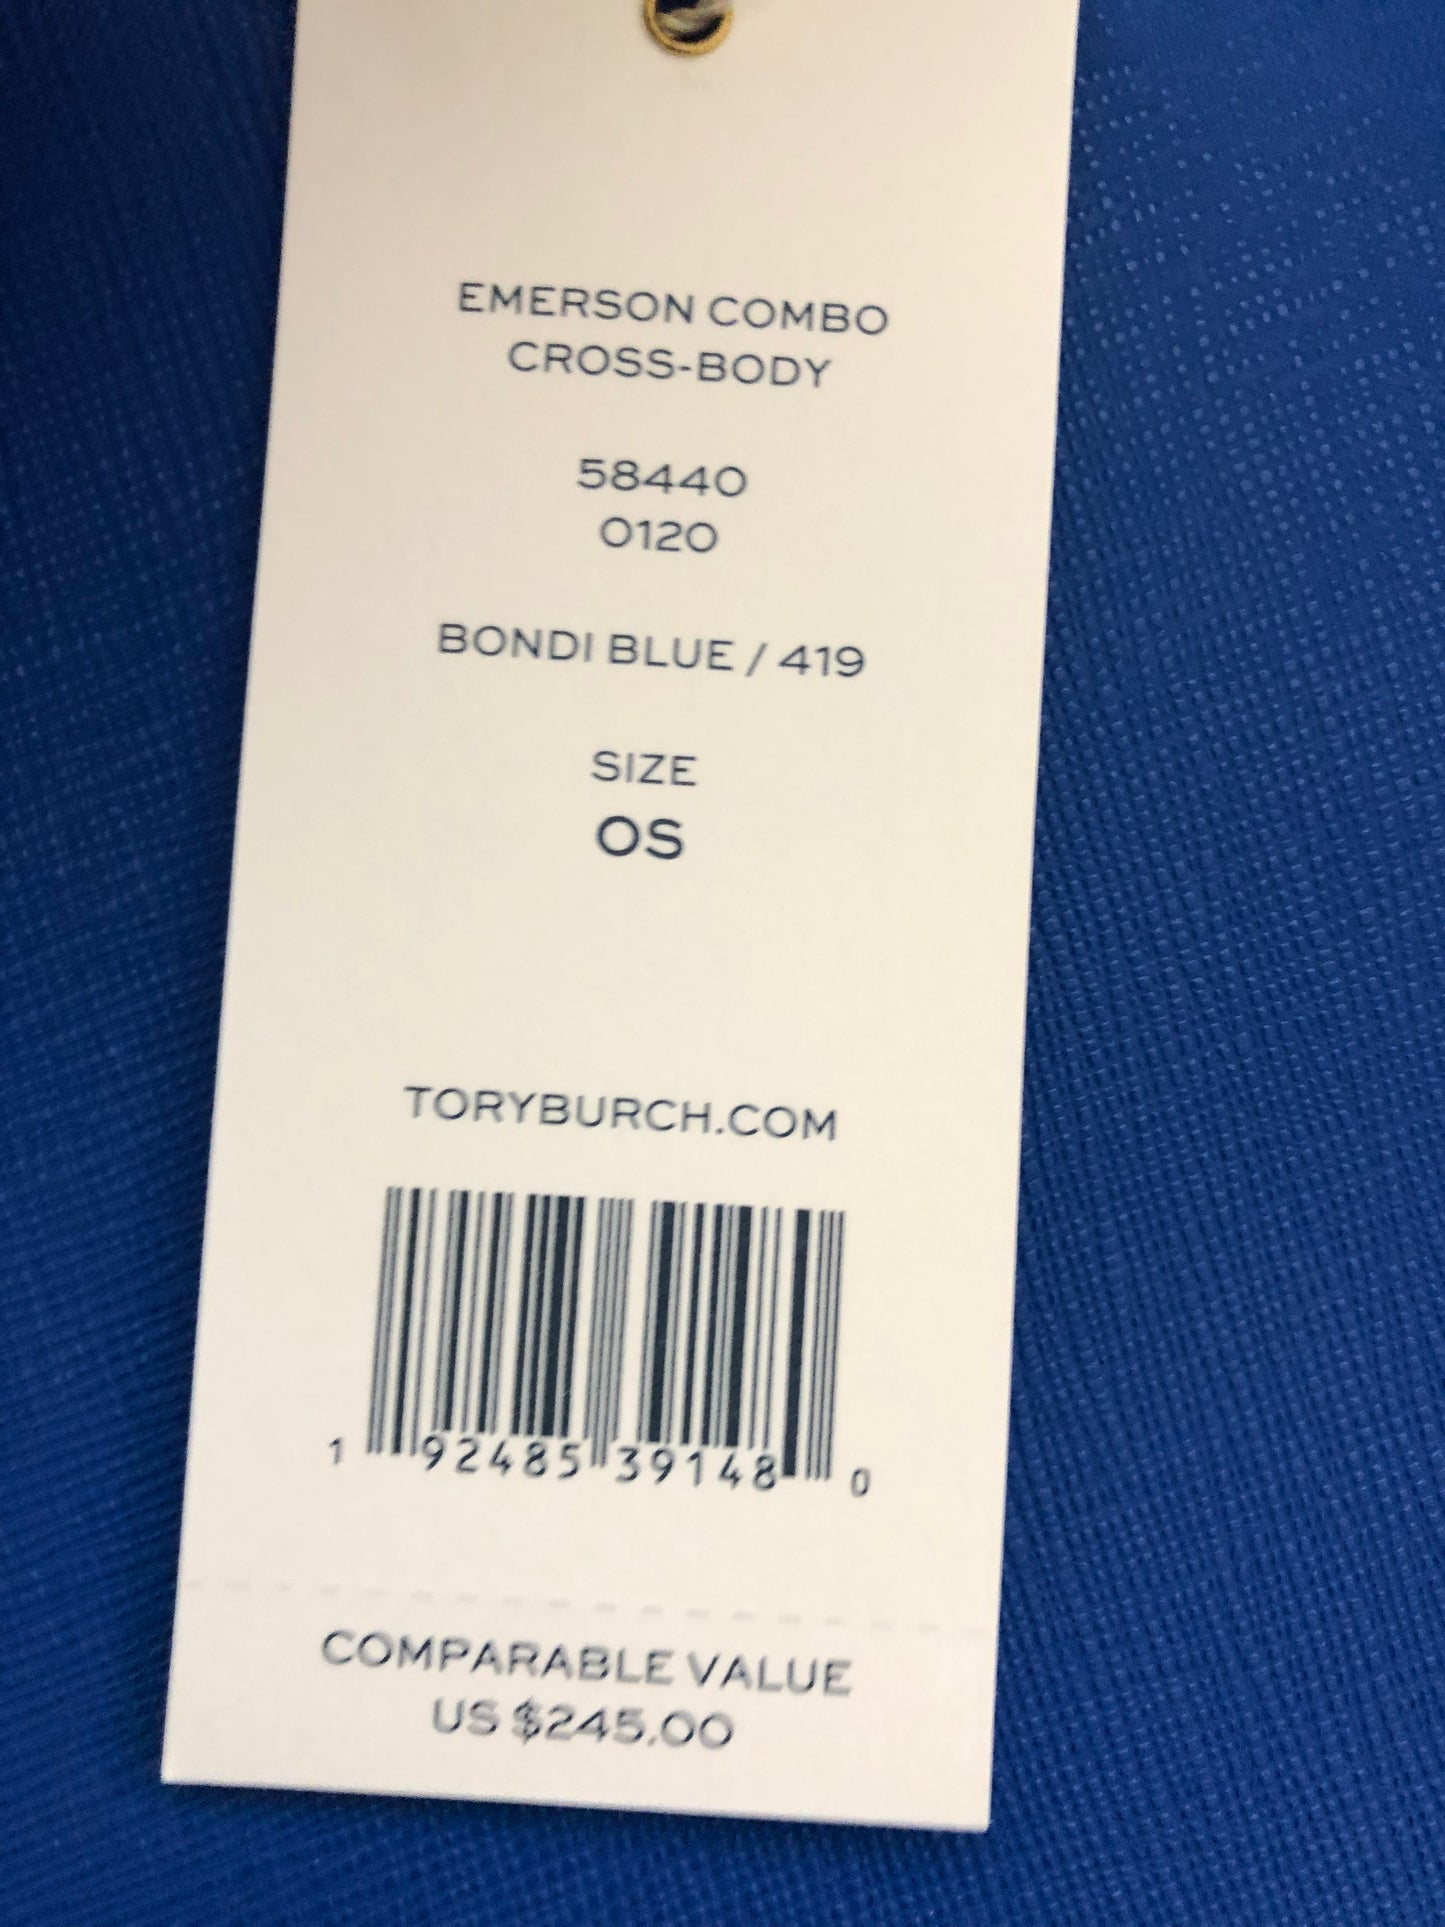 EMERSON COMBO
CROSS-BODY
58440
0120
BONDI BLUE / 419
SIZE
OS
TORYBURCH.COM
1 92485 39148 0
COMPARABLE VALUE
US $245.00